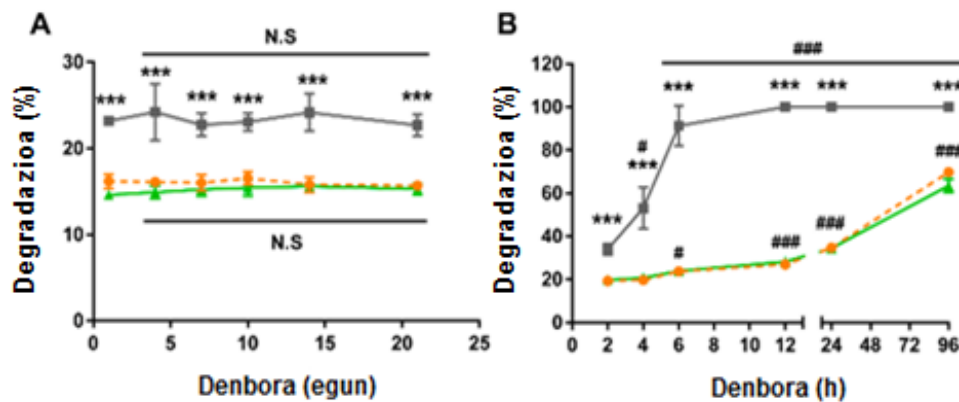 A
N.S
Degradazioa (%)
30
20
10
0
*** *** *** *** *** ***
N.S
0 5 10 15 20 25
Denbora (egun)
B
###
Degradazioa (%)
120
100
80
60
40
20
0
*** *** *** *** *** ***
#
# ### ### ###
0 2 4 6 8 10 12 24 48 72 96
Denbora (h)